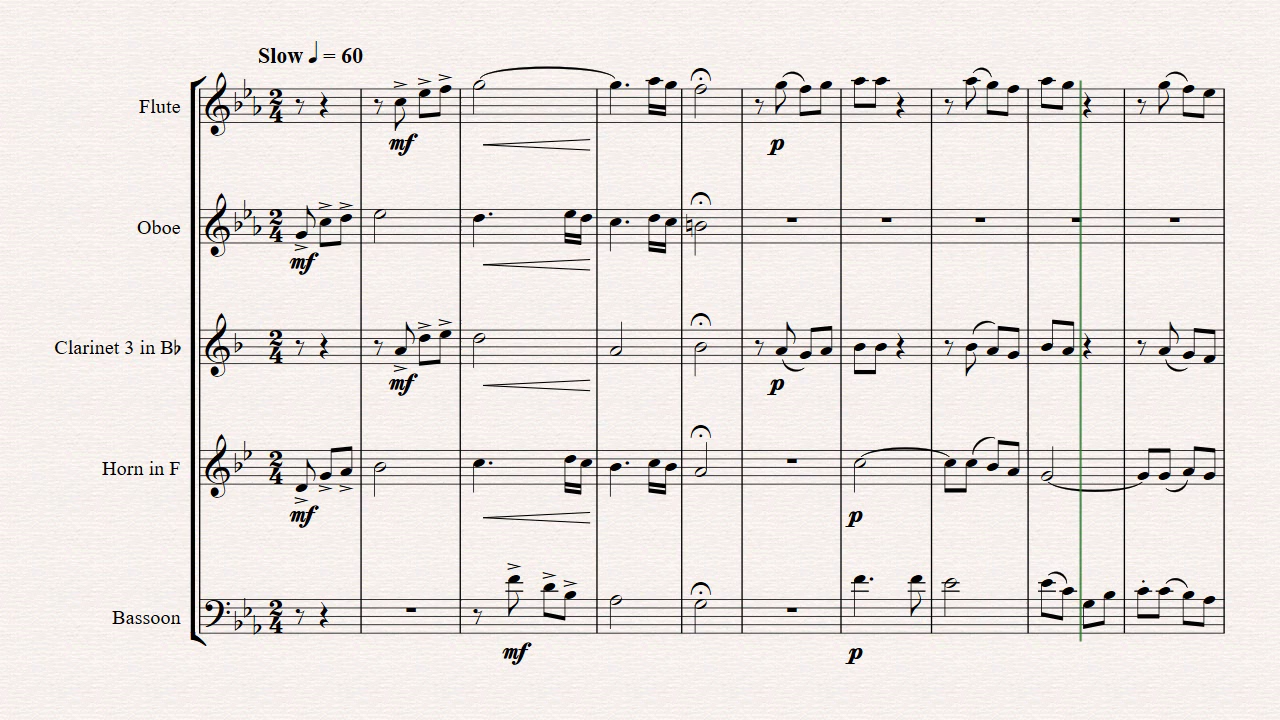 Slow ♩ = 60
Flute
mf
p
Oboe
mf
Clarinet 3 in B♭
mf
p
Horn in F
mf
p
Bassoon
mf
p